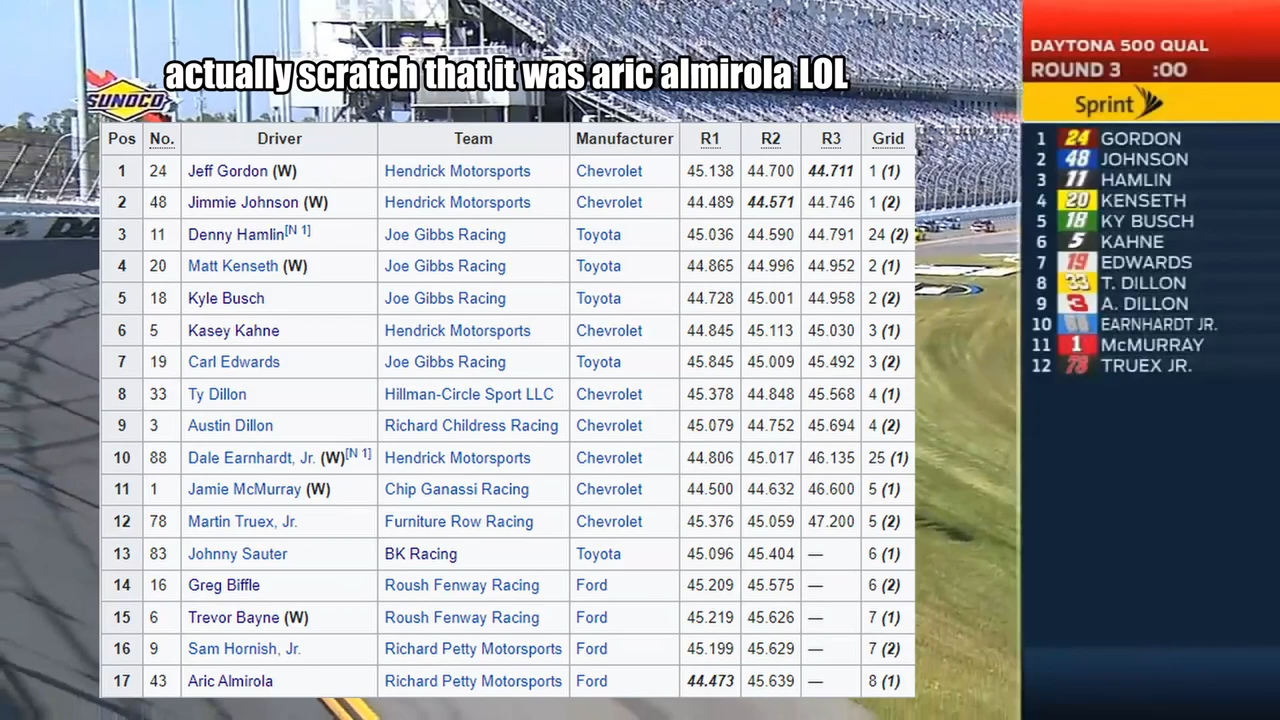 actually scratch that it was aric almirola LOL
SUNOCO
Pos No. Driver Team Manufacturer R1 R2 R3 Grid
1 24 Jeff Gordon (W) Hendrick Motorsports Chevrolet 45.138 44.700 44.711 1 (1)
2 48 Jimmie Johnson (W) Hendrick Motorsports Chevrolet 44.489 44.571 44.746 1 (2)
3 11 Denny Hamlin[N 1] Joe Gibbs Racing Toyota 45.036 44.590 44.791 24 (2)
4 20 Matt Kenseth (W) Joe Gibbs Racing Toyota 44.865 44.996 44.952 2 (1)
5 18 Kyle Busch Joe Gibbs Racing Toyota 44.728 45.001 44.958 2 (2)
6 5 Kasey Kahne Hendrick Motorsports Chevrolet 44.845 45.113 45.030 3 (1)
7 19 Carl Edwards Joe Gibbs Racing Toyota 45.845 45.009 45.492 3 (2)
8 33 Ty Dillon Hillman-Circle Sport LLC Chevrolet 45.378 44.848 45.568 4 (1)
9 3 Austin Dillon Richard Childress Racing Chevrolet 45.079 44.752 45.694 4 (2)
10 88 Dale Earnhardt, Jr. (W)[N 1] Hendrick Motorsports Chevrolet 44.806 45.017 46.135 25 (1)
11 1 Jamie McMurray (W) Chip Ganassi Racing Chevrolet 44.500 44.632 46.600 5 (1)
12 78 Martin Truex, Jr. Furniture Row Racing Chevrolet 45.376 45.059 47.200 5 (2)
13 83 Johnny Sauter BK Racing Toyota 45.096 45.404 — 6 (1)
14 16 Greg Biffle Roush Fenway Racing Ford 45.209 45.575 — 6 (2)
15 6 Trevor Bayne (W) Roush Fenway Racing Ford 45.219 45.626 — 7 (1)
16 9 Sam Hornish, Jr. Richard Petty Motorsports Ford 45.199 45.629 — 7 (2)
17 43 Aric Almirola Richard Petty Motorsports Ford 44.473 45.639 — 8 (1)
DAYTONA 500 QUAL
ROUND 3 :00
Sprint
1 24 GORDON
2 48 JOHNSON
3 11 HAMLIN
4 20 KENSETH
5 18 KY BUSCH
6 5 KAHNE
7 19 EDWARDS
8 33 T. DILLON
9 3 A. DILLON
10 88 EARNHARDT JR.
11 1 McMURRAY
12 78 TRUEX JR.